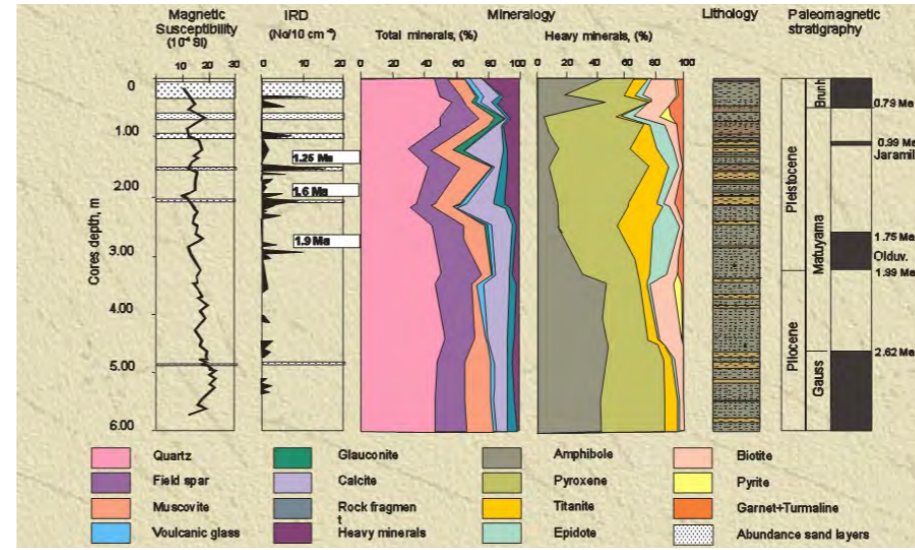 Magnetic
Susceptibility
(10⁻⁴ SI)
IRD
(No/10 cm⁻³)
Mineralogy
Lithology
Paleomagnetic
stratigraphy
Total minerals, (%)
Heavy minerals, (%)
0 10 20 30
0 10 20
0 20 40 60 80 100
0 20 40 60 80 100
Cores depth, m
0
1.00
2.00
3.00
4.00
5.00
6.00
1.25 Ma
1.6 Ma
1.9 Ma
Pleistocene
Pliocene
Brunh
Matuyama
Gauss
0.79 Ma
0.99 Ma
Jaramil
1.75 Ma
Olduv.
1.99 Ma
2.62 Ma
Quartz
Field spar
Muscovite
Voulcanic glass
Glauconite
Calcite
Rock fragmen
t
Heavy minerals
Amphibole
Pyroxene
Titanite
Epidote
Biotite
Pyrite
Garnet+Turmaline
Abundance sand layers